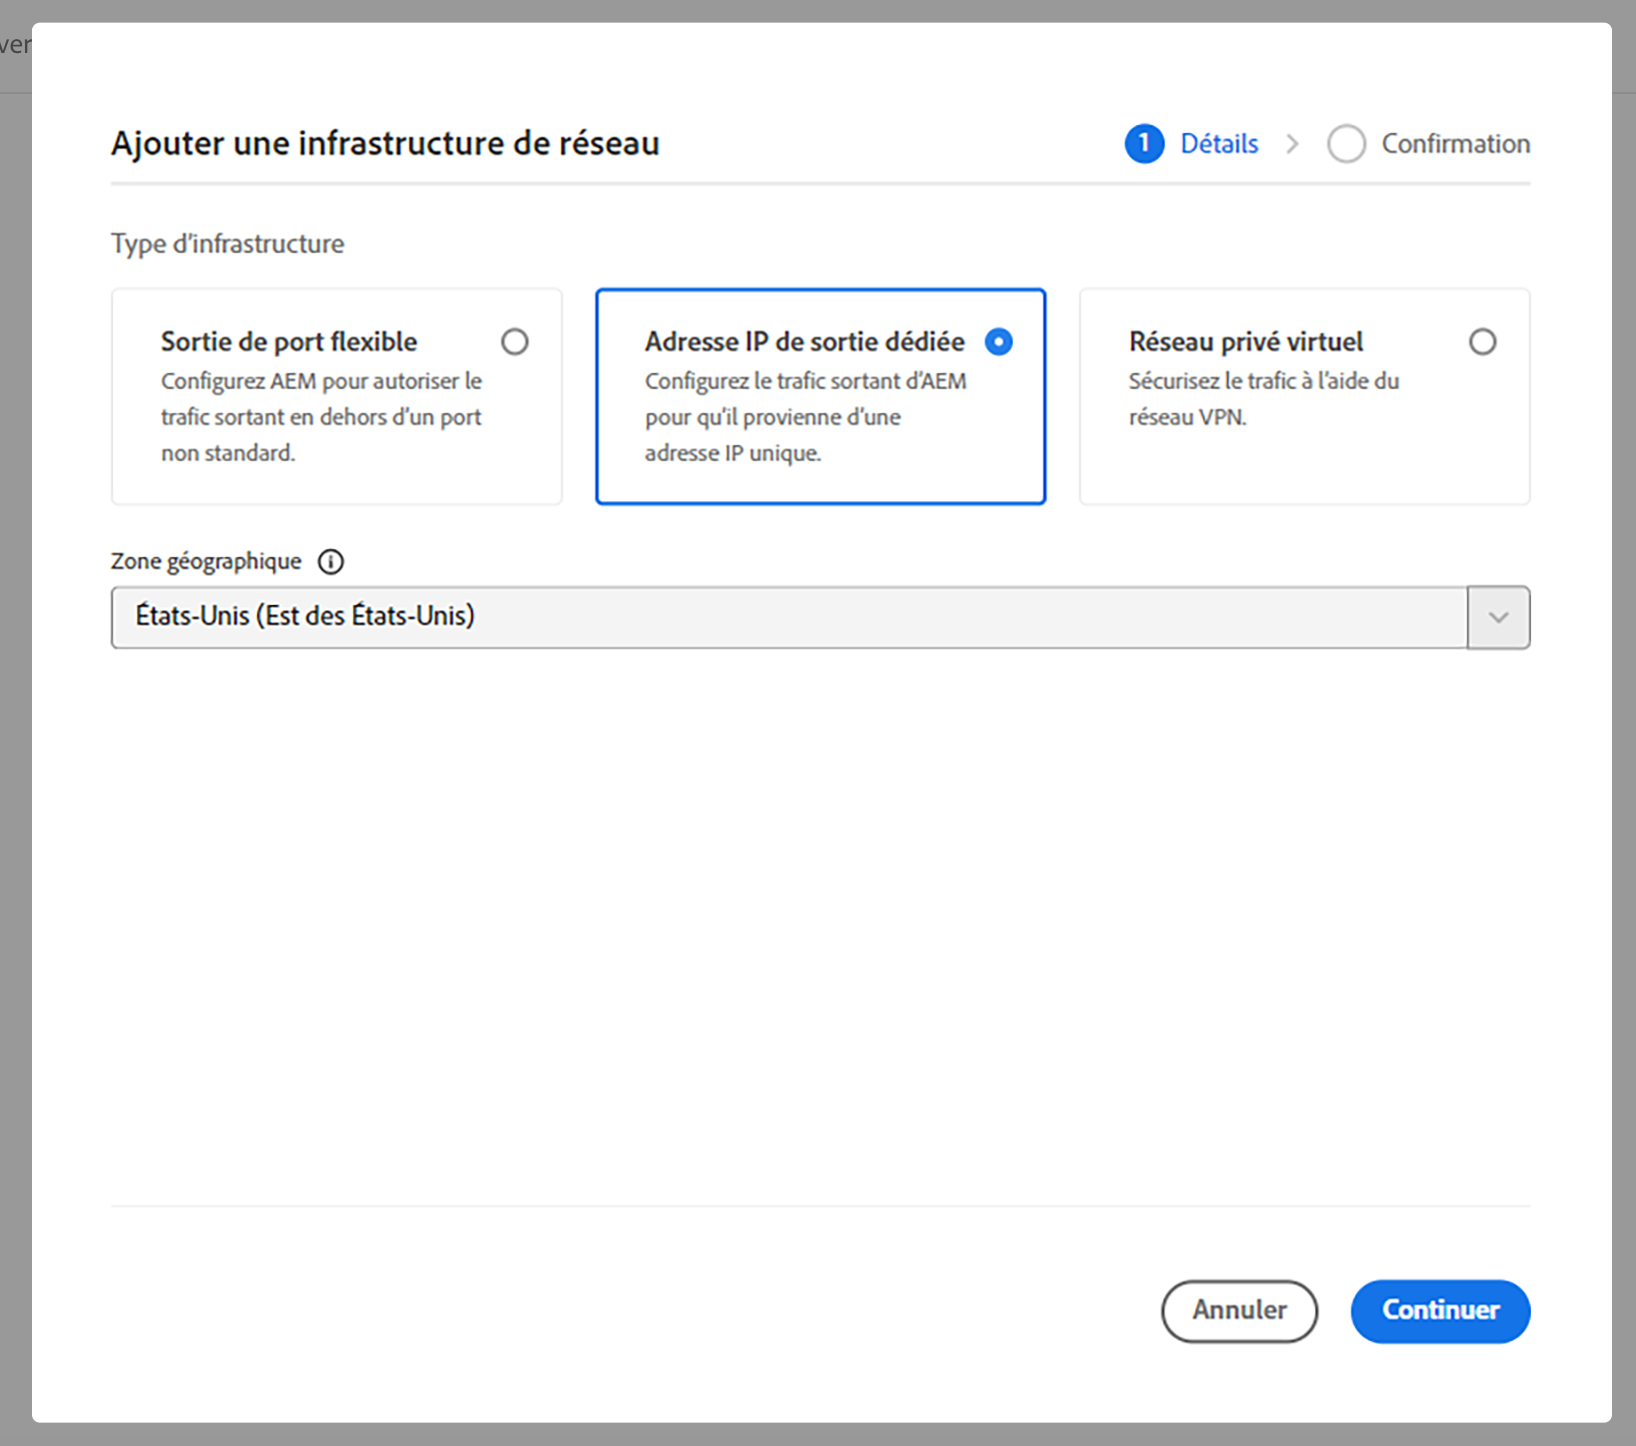 ver
Ajouter une infrastructure de réseau
1 Détails Confirmation
Type d’infrastructure
Sortie de port flexible
Configurez AEM pour autoriser le
trafic sortant en dehors d’un port
non standard.
Adresse IP de sortie dédiée
Configurez le trafic sortant d’AEM
pour qu’il provienne d’une
adresse IP unique.
Réseau privé virtuel
Sécurisez le trafic à l’aide du
réseau VPN.
Zone géographique
États-Unis (Est des États-Unis)
Annuler
Continuer